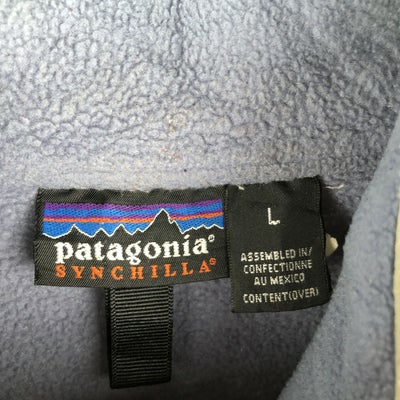 patagonia®
SYNCHILLA®
L
ASSEMBLED IN/
CONFECTIONNE
AU MEXICO
CONTENT(OVER)